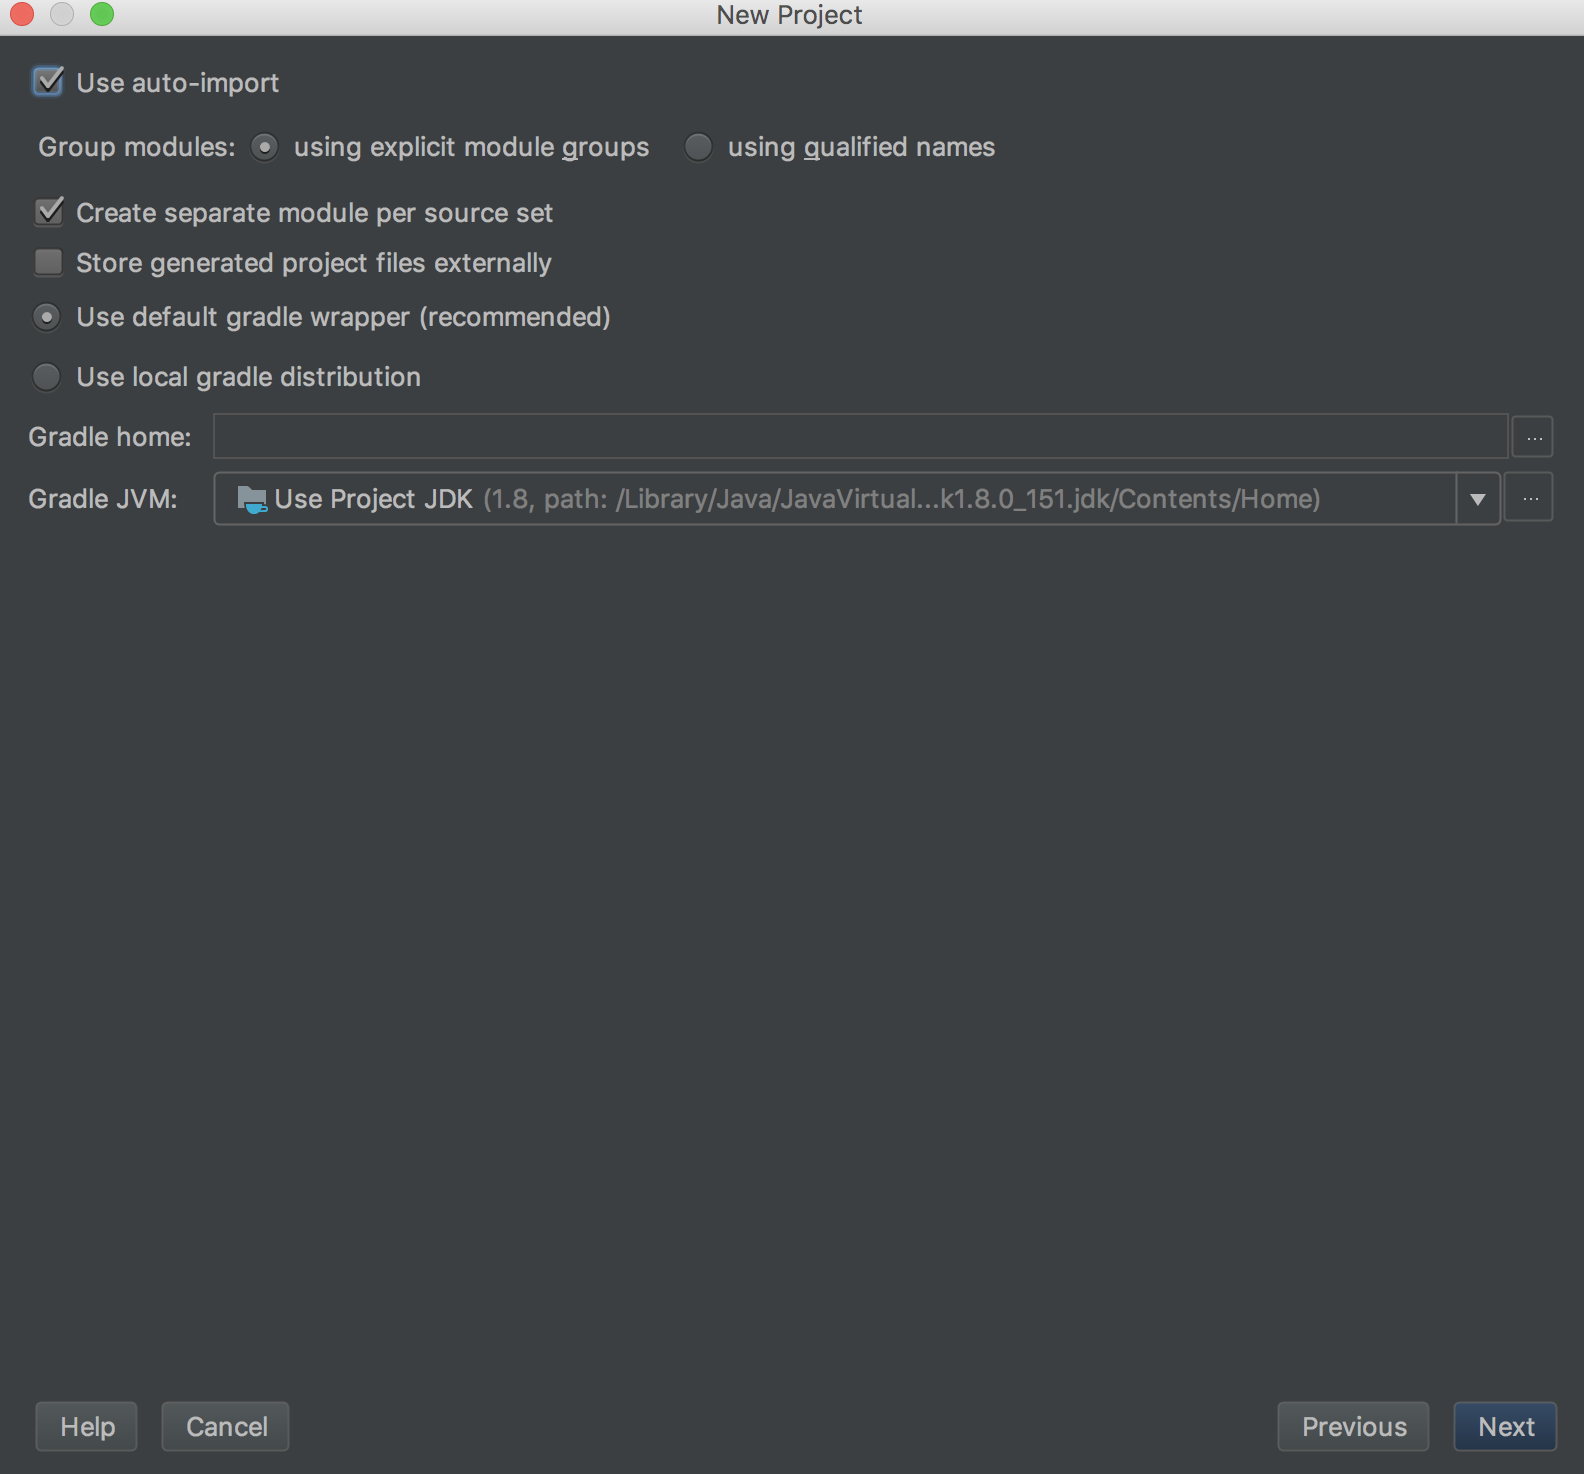 New Project
Use auto-import
Group modules: using explicit module groups using qualified names
Create separate module per source set
Store generated project files externally
Use default gradle wrapper (recommended)
Use local gradle distribution
Gradle home: ...
Gradle JVM: Use Project JDK (1.8, path: /Library/Java/JavaVirtual...k1.8.0_151.jdk/Contents/Home) ...
Help Cancel Previous Next